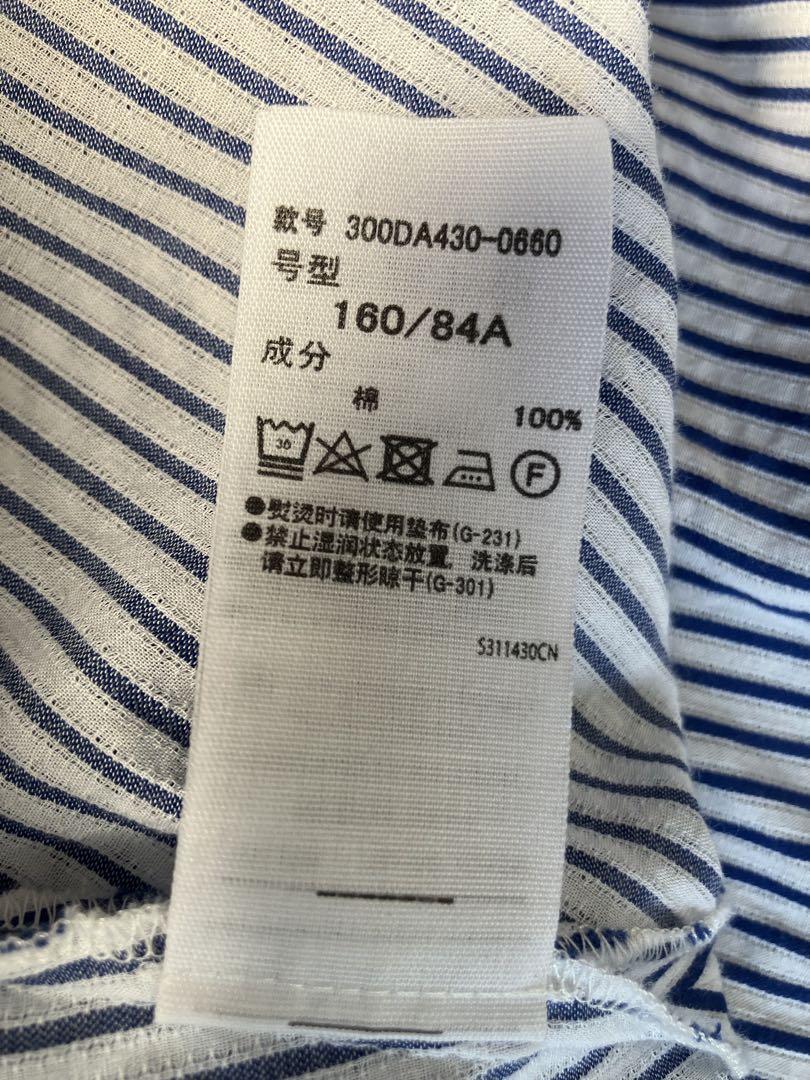 款号 300DA430-0660
号型
160/84A
成分
棉 100%
30 F
●熨烫时请使用垫布(G-231)
●禁止湿润状态放置，洗涤后
请立即整形晾干(G-301)
S311430CN